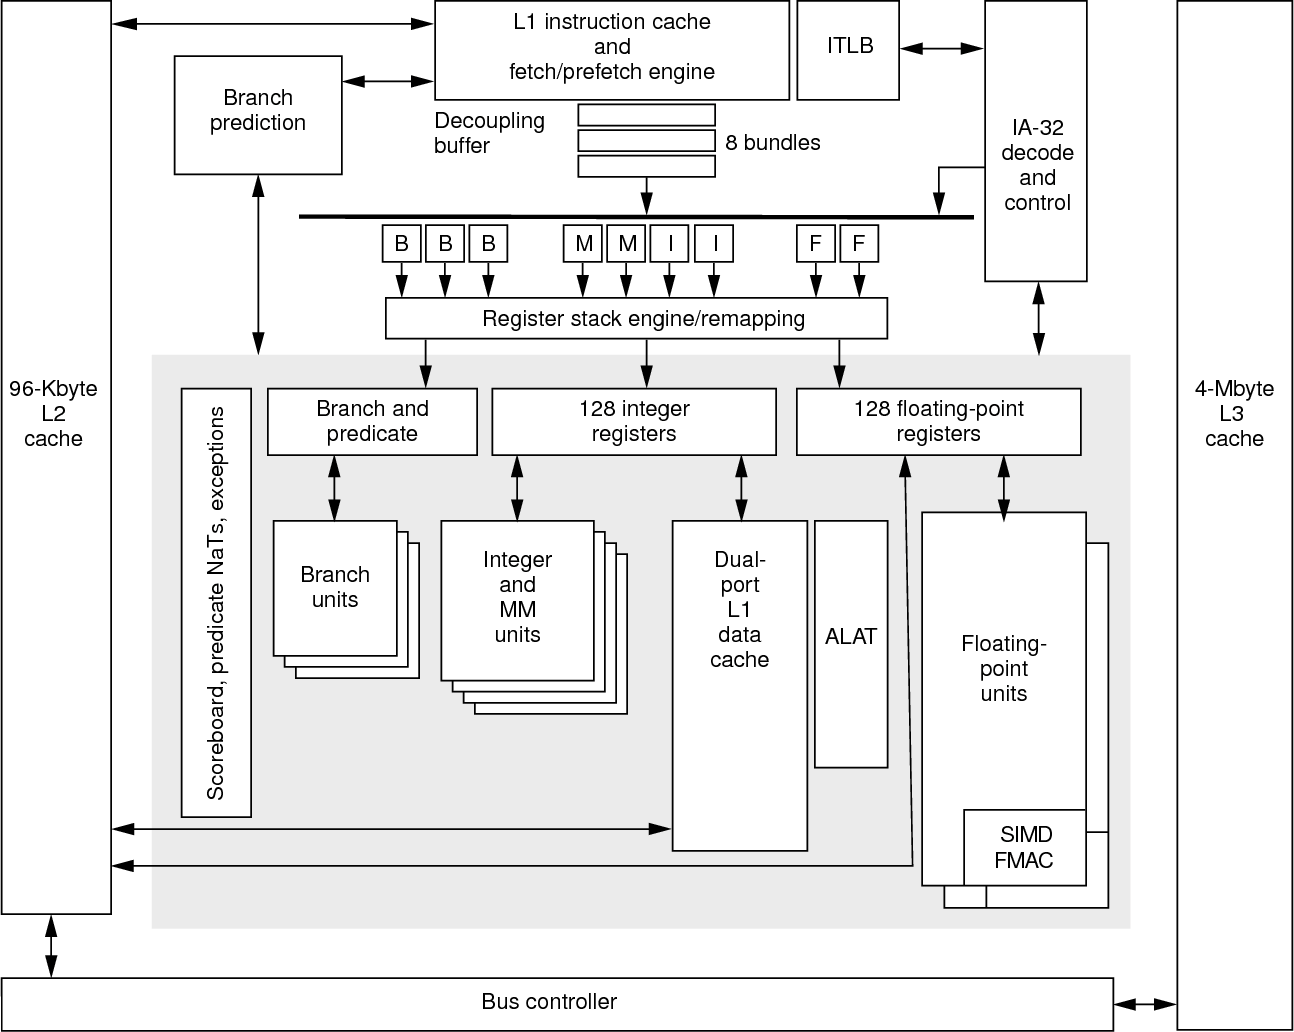 L1 instruction cache
and
fetch/prefetch engine
ITLB
Branch
prediction
Decoupling
buffer
8 bundles
IA-32
decode
and
control
B B B M M I I F F
Register stack engine/remapping
96-Kbyte
L2
cache
4-Mbyte
L3
cache
Scoreboard, predicate NaTs, exceptions
Branch and
predicate
128 integer
registers
128 floating-point
registers
Branch
units
Integer
and
MM
units
Dual-
port
L1
data
cache
ALAT
Floating-
point
units
SIMD
FMAC
Bus controller